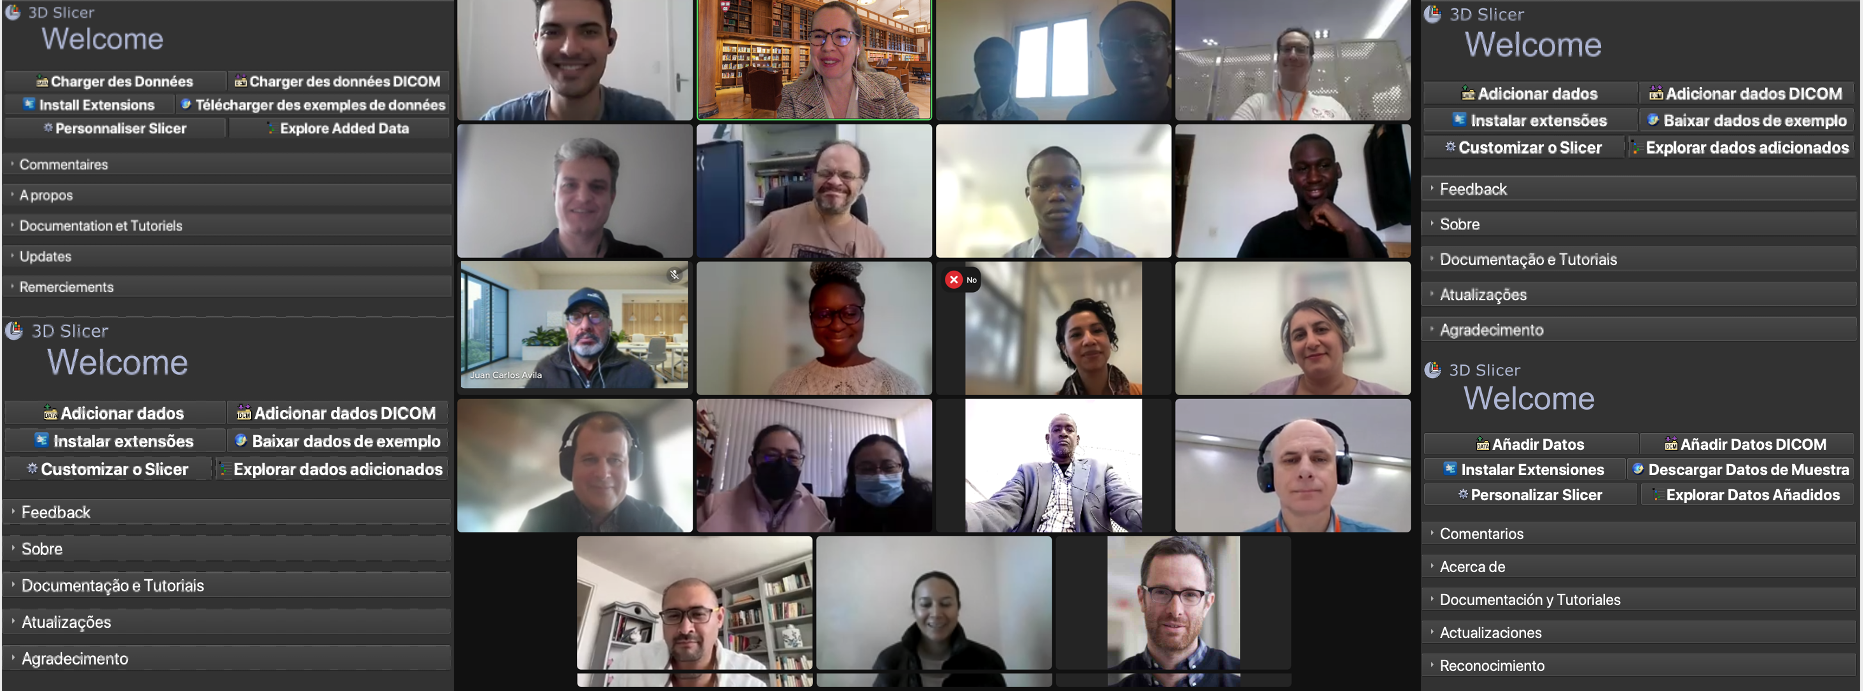 3D Slicer
Welcome
Charger des Données
Charger des données DICOM
Install Extensions
Télécharger des exemples de données
Personnaliser Slicer
Explore Added Data
Commentaires
A propos
Documentation et Tutoriels
Updates
Remerciements
3D Slicer
Welcome
Adicionar dados
Adicionar dados DICOM
Instalar extensões
Baixar dados de exemplo
Customizar o Slicer
Explorar dados adicionados
Feedback
Sobre
Documentação e Tutoriais
Atualizações
Agradecimento
Juan Carlos Avila
No
3D Slicer
Welcome
Adicionar dados
Adicionar dados DICOM
Instalar extensões
Baixar dados de exemplo
Customizar o Slicer
Explorar dados adicionados
Feedback
Sobre
Documentação e Tutoriais
Atualizações
Agradecimento
3D Slicer
Welcome
Añadir Datos
Añadir Datos DICOM
Instalar Extensiones
Descargar Datos de Muestra
Personalizar Slicer
Explorar Datos Añadidos
Comentarios
Acerca de
Documentación y Tutoriales
Actualizaciones
Reconocimiento